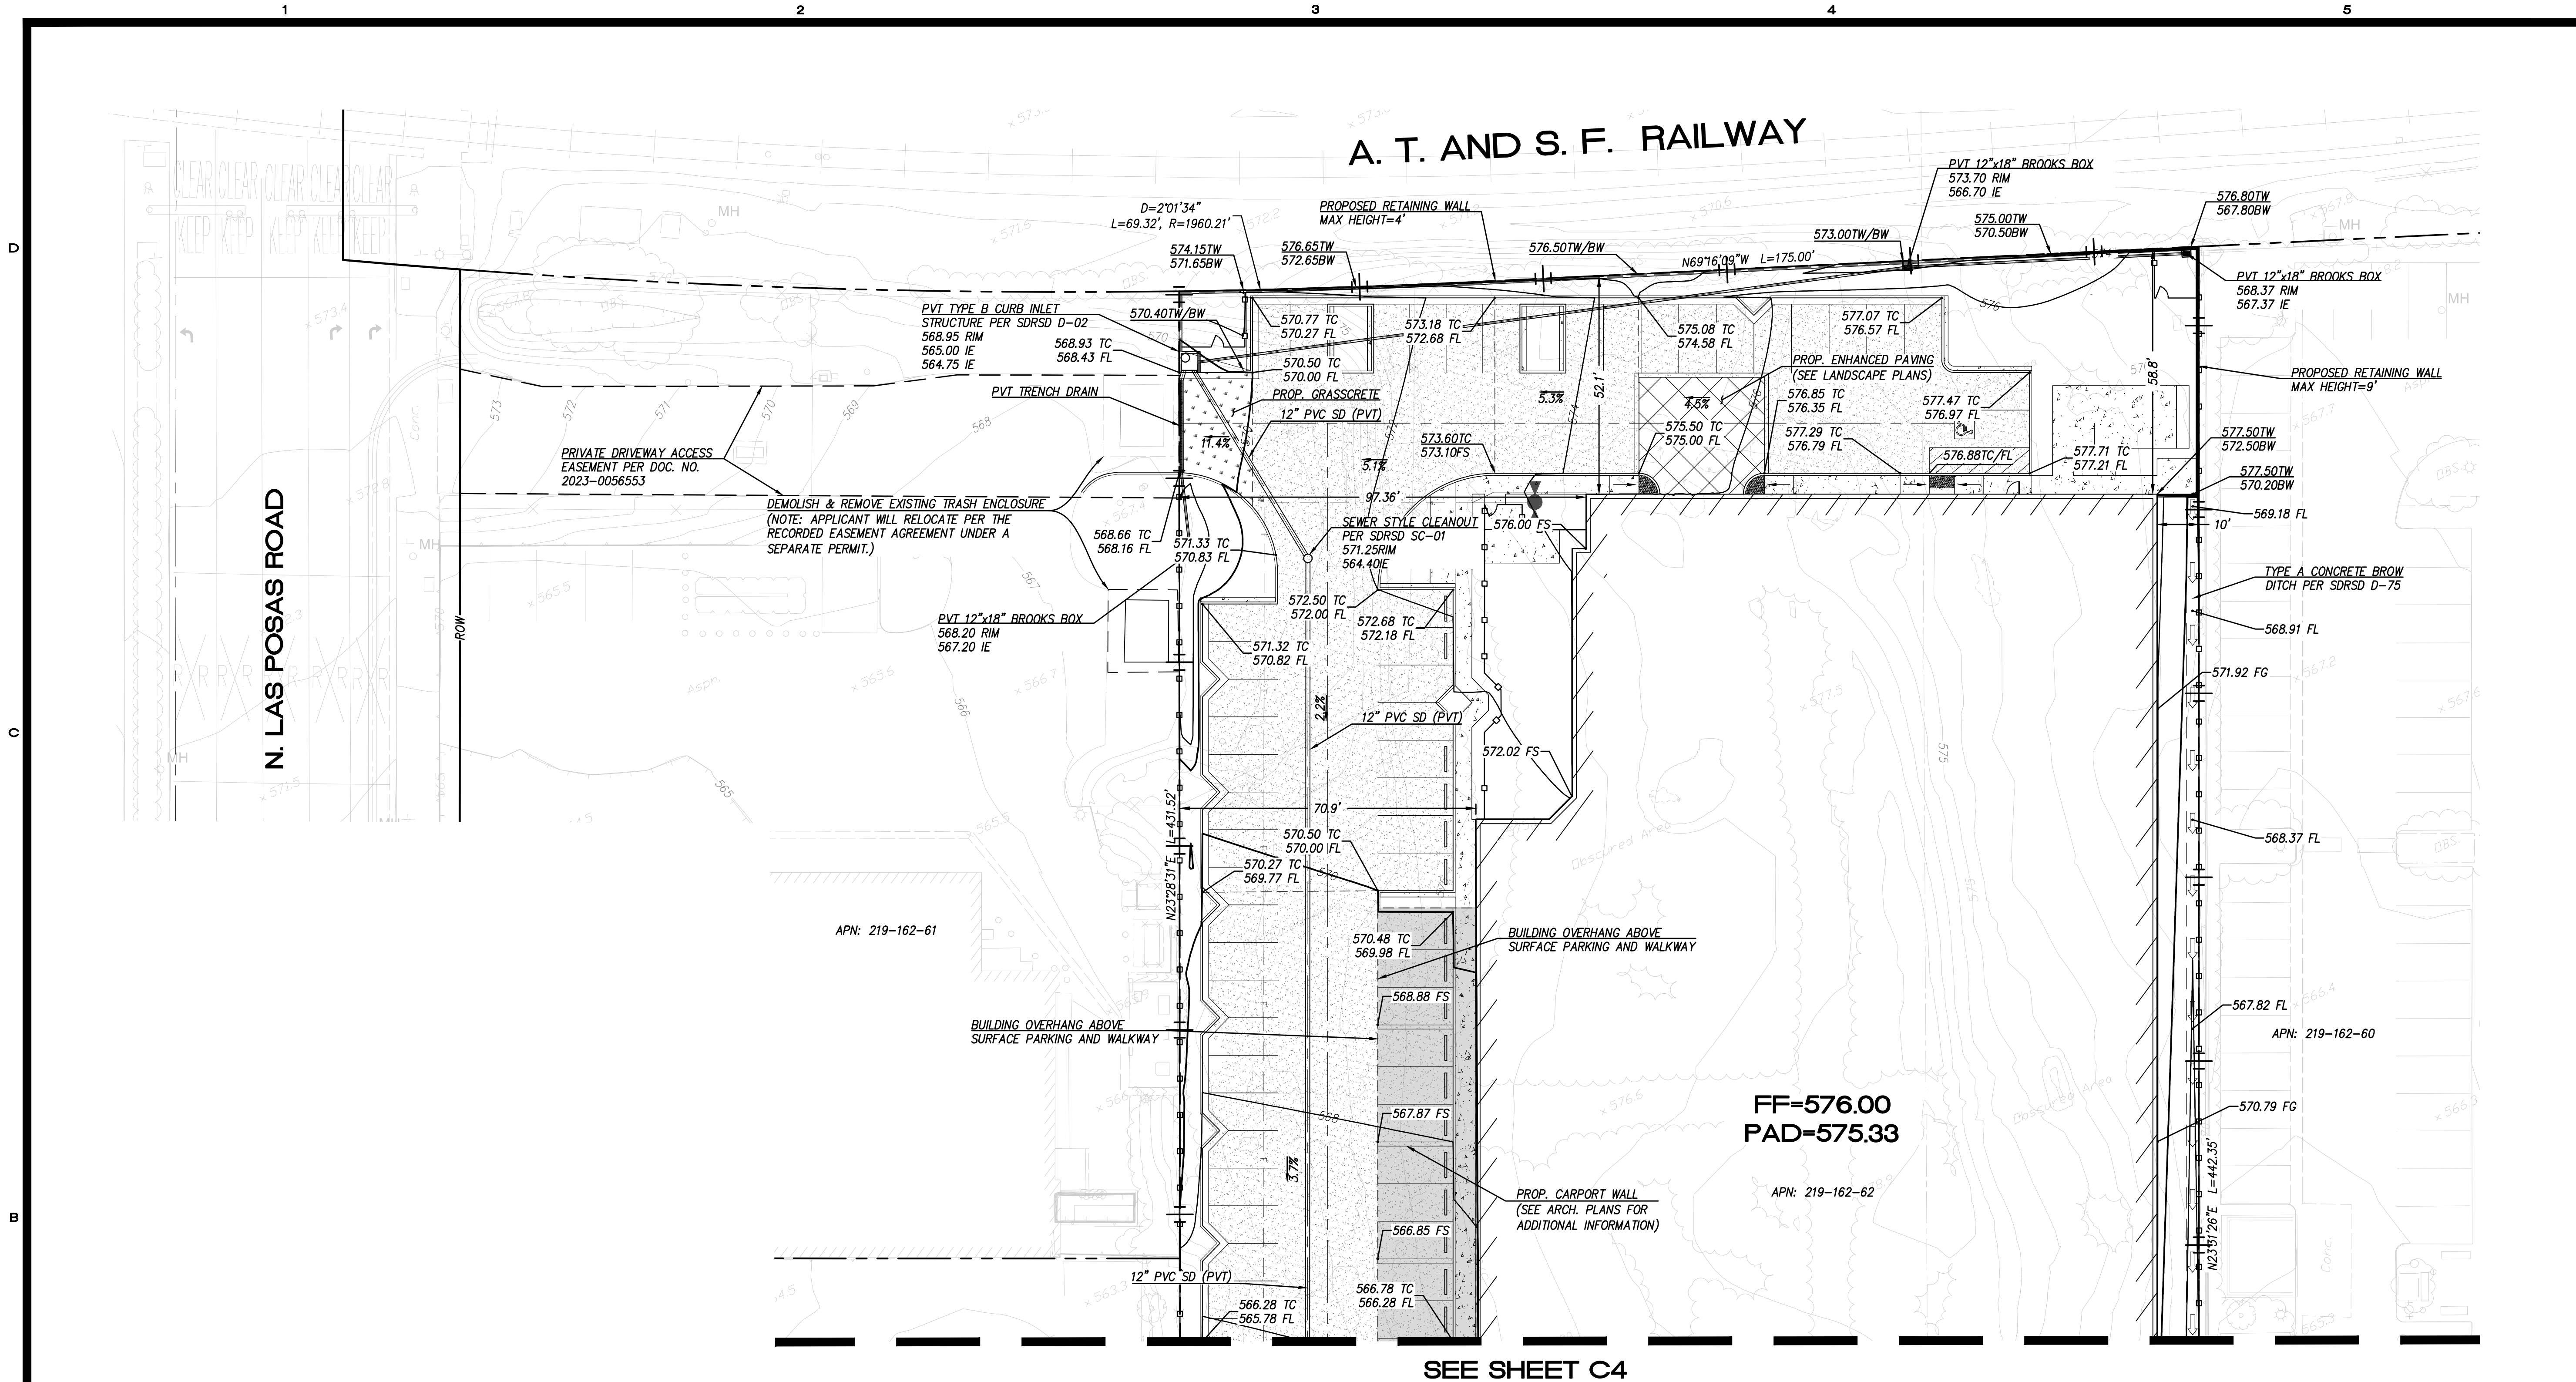 1 2 3 4 5
D
C
B
A. T. AND S. F. RAILWAY
N. LAS POSAS ROAD
ROW
CLEAR CLEAR CLEAR CLEAR CLEAR CLEAR
KEEP KEEP KEEP KEEP KEEP
MH
D=2°01'34"
L=69.32', R=1960.21'
574.15TW
571.65BW
576.65TW
572.65BW
PROPOSED RETAINING WALL
MAX HEIGHT=4'
576.50TW/BW
N69°16'09"W L=175.00'
573.00TW/BW
PVT 12"x18" BROOKS BOX
573.70 RIM
566.70 IE
575.00TW
570.50BW
576.80TW
567.80BW
PVT 12"x18" BROOKS BOX
568.37 RIM
567.37 IE
PVT TYPE B CURB INLET
STRUCTURE PER SDRSD D-02
568.95 RIM
565.00 IE
564.75 IE
570.40TW/BW
568.93 TC
568.43 FL
570.77 TC
570.27 FL
573.18 TC
572.68 FL
575.08 TC
574.58 FL
577.07 TC
576.57 FL
570.50 TC
570.00 FL
PROP. GRASSCRETE
12" PVC SD (PVT)
PVT TRENCH DRAIN
PROP. ENHANCED PAVING
(SEE LANDSCAPE PLANS)
52.1'
58.8'
5.3%
4.5%
11.4%
5.1%
576.85 TC
576.35 FL
577.47 TC
576.97 FL
575.50 TC
575.00 FL
577.29 TC
576.79 FL
576.88TC/FL
577.71 TC
577.21 FL
573.60TC
573.10FS
PROPOSED RETAINING WALL
MAX HEIGHT=9'
577.50TW
572.50BW
577.50TW
570.20BW
569.18 FL
10'
PRIVATE DRIVEWAY ACCESS
EASEMENT PER DOC. NO.
2023-0056553
DEMOLISH & REMOVE EXISTING TRASH ENCLOSURE
(NOTE: APPLICANT WILL RELOCATE PER THE
RECORDED EASEMENT AGREEMENT UNDER A
SEPARATE PERMIT.)
97.36'
568.66 TC
568.16 FL
571.33 TC
570.83 FL
SEWER STYLE CLEANOUT
PER SDRSD SC-01
571.25RIM
564.40IE
576.00 FS
TYPE A CONCRETE BROW
DITCH PER SDRSD D-75
568.91 FL
PVT 12"x18" BROOKS BOX
568.20 RIM
567.20 IE
572.50 TC
572.00 FL
572.68 TC
572.18 FL
571.32 TC
570.82 FL
571.92 FG
2.2%
12" PVC SD (PVT)
572.02 FS
70.9'
N23°28'31"E L=431.52'
570.50 TC
570.00 FL
570.27 TC
569.77 FL
568.37 FL
APN: 219-162-61
570.48 TC
569.98 FL
BUILDING OVERHANG ABOVE
SURFACE PARKING AND WALKWAY
568.88 FS
567.82 FL
BUILDING OVERHANG ABOVE
SURFACE PARKING AND WALKWAY
APN: 219-162-60
FF=576.00
PAD=575.33
567.87 FS
570.79 FG
3.7%
PROP. CARPORT WALL
(SEE ARCH. PLANS FOR
ADDITIONAL INFORMATION)
APN: 219-162-62
N23°31'26"E L=442.35'
566.85 FS
12" PVC SD (PVT)
566.28 TC
565.78 FL
566.78 TC
566.28 FL
Asph.
Conc.
Obscured Area
Obscured Area
SEE SHEET C4